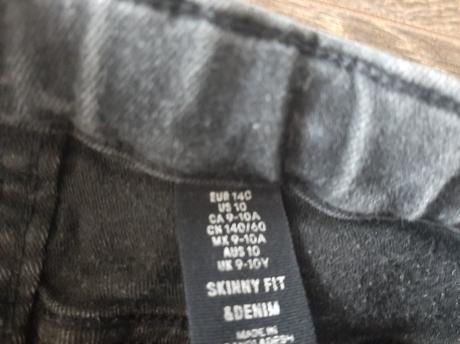 EUR 140
US 10
CA 9-10A
CN 140/60
MX 9-10A
AUS 10
UK 9-10Y
SKINNY FIT
&DENIM
MADE IN
BANGLADESH